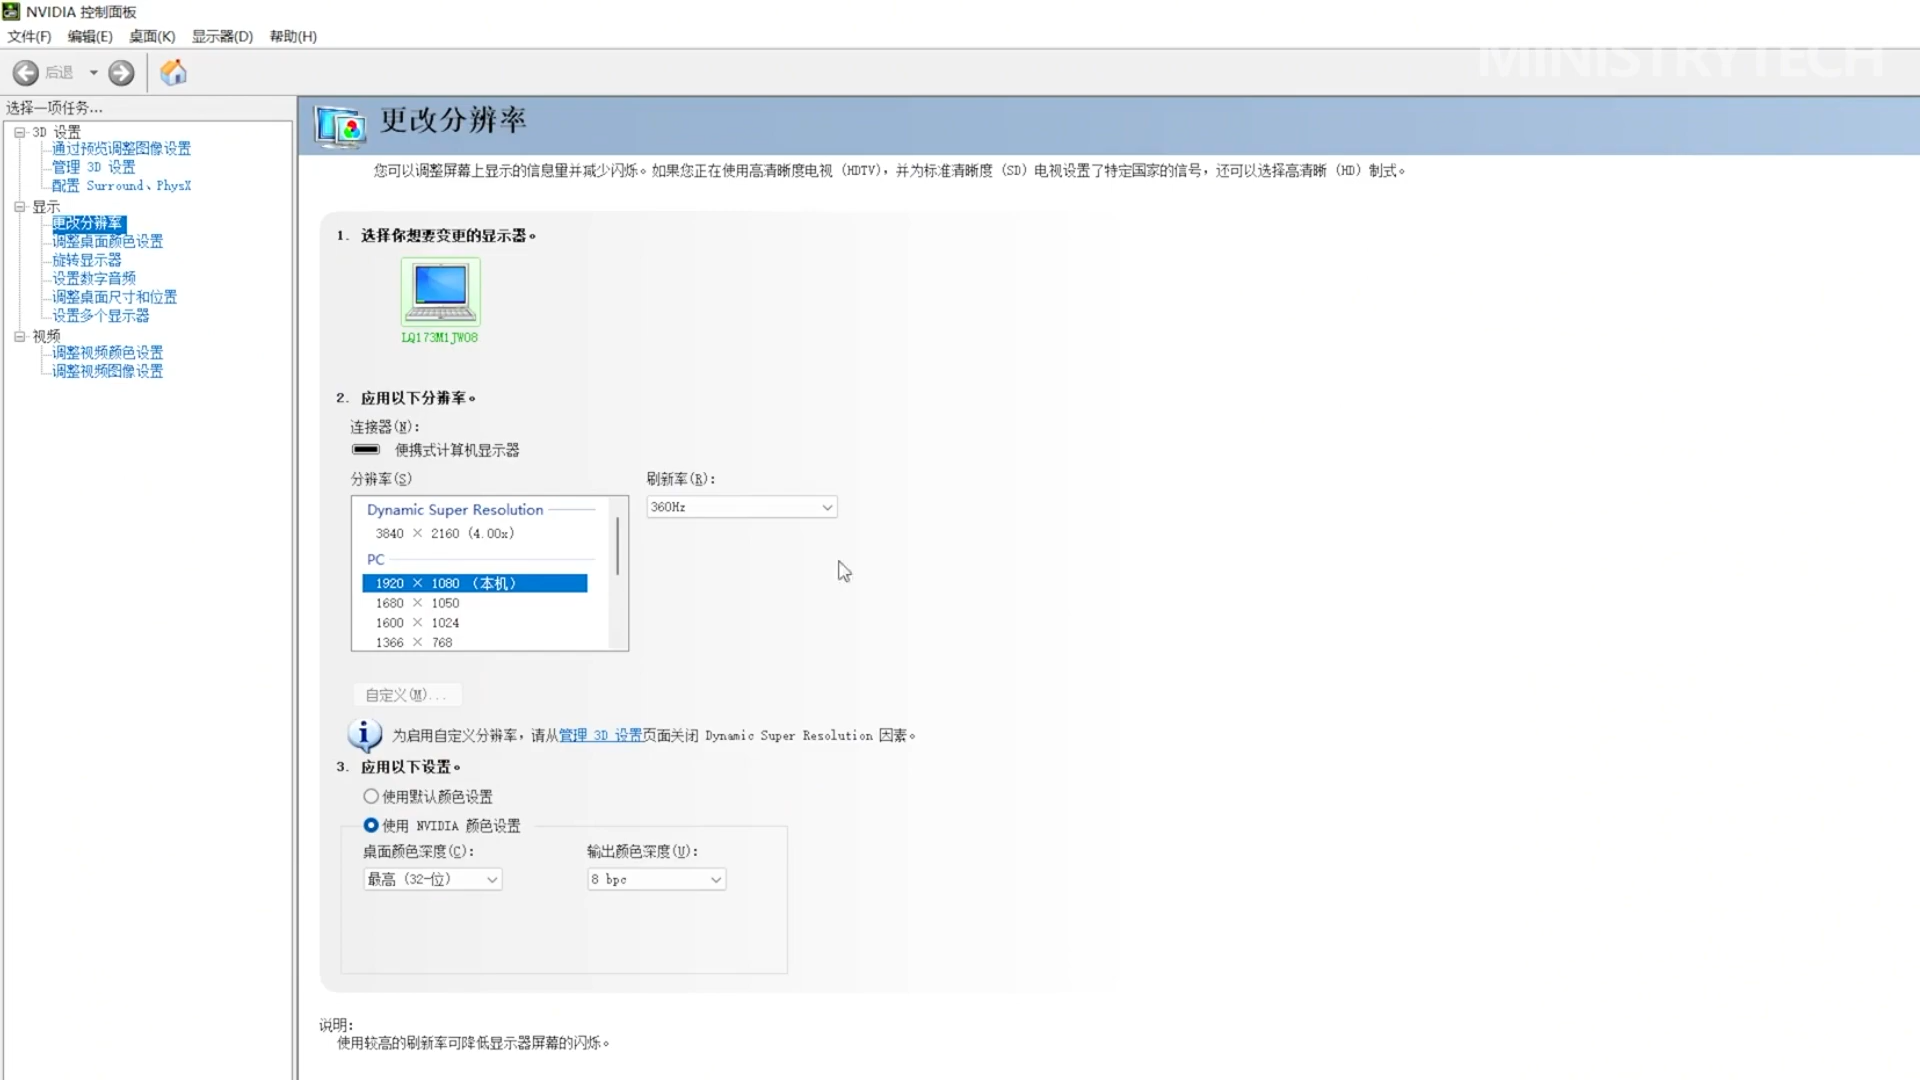 NVIDIA 控制面板
文件(F) 编辑(E) 桌面(K) 显示器(D) 帮助(H)
MINISTRYTECH
后退
选择一项任务...
3D 设置
通过预览调整图像设置
管理 3D 设置
配置 Surround、PhysX
显示
更改分辨率
调整桌面颜色设置
旋转显示器
设置数字音频
调整桌面尺寸和位置
设置多个显示器
视频
调整视频颜色设置
调整视频图像设置
更改分辨率
您可以调整屏幕上显示的信息量并减少闪烁。如果您正在使用高清晰度电视 (HDTV)，并为标准清晰度 (SD) 电视设置了特定国家的信号，还可以选择高清晰 (HD) 制式。
1. 选择你想要变更的显示器。
LQ173M1JW08
2. 应用以下分辨率。
连接器(N):
便携式计算机显示器
分辨率(S)
刷新率(R):
Dynamic Super Resolution
3840 × 2160 (4.00x)
PC
1920 × 1080 (本机)
1680 × 1050
1600 × 1024
1366 × 768
360Hz
自定义(M)...
为启用自定义分辨率，请从管理 3D 设置页面关闭 Dynamic Super Resolution 因素。
3. 应用以下设置。
使用默认颜色设置
使用 NVIDIA 颜色设置
桌面颜色深度(C):
输出颜色深度(U):
最高 (32-位)
8 bpc
说明:
使用较高的刷新率可降低显示器屏幕的闪烁。